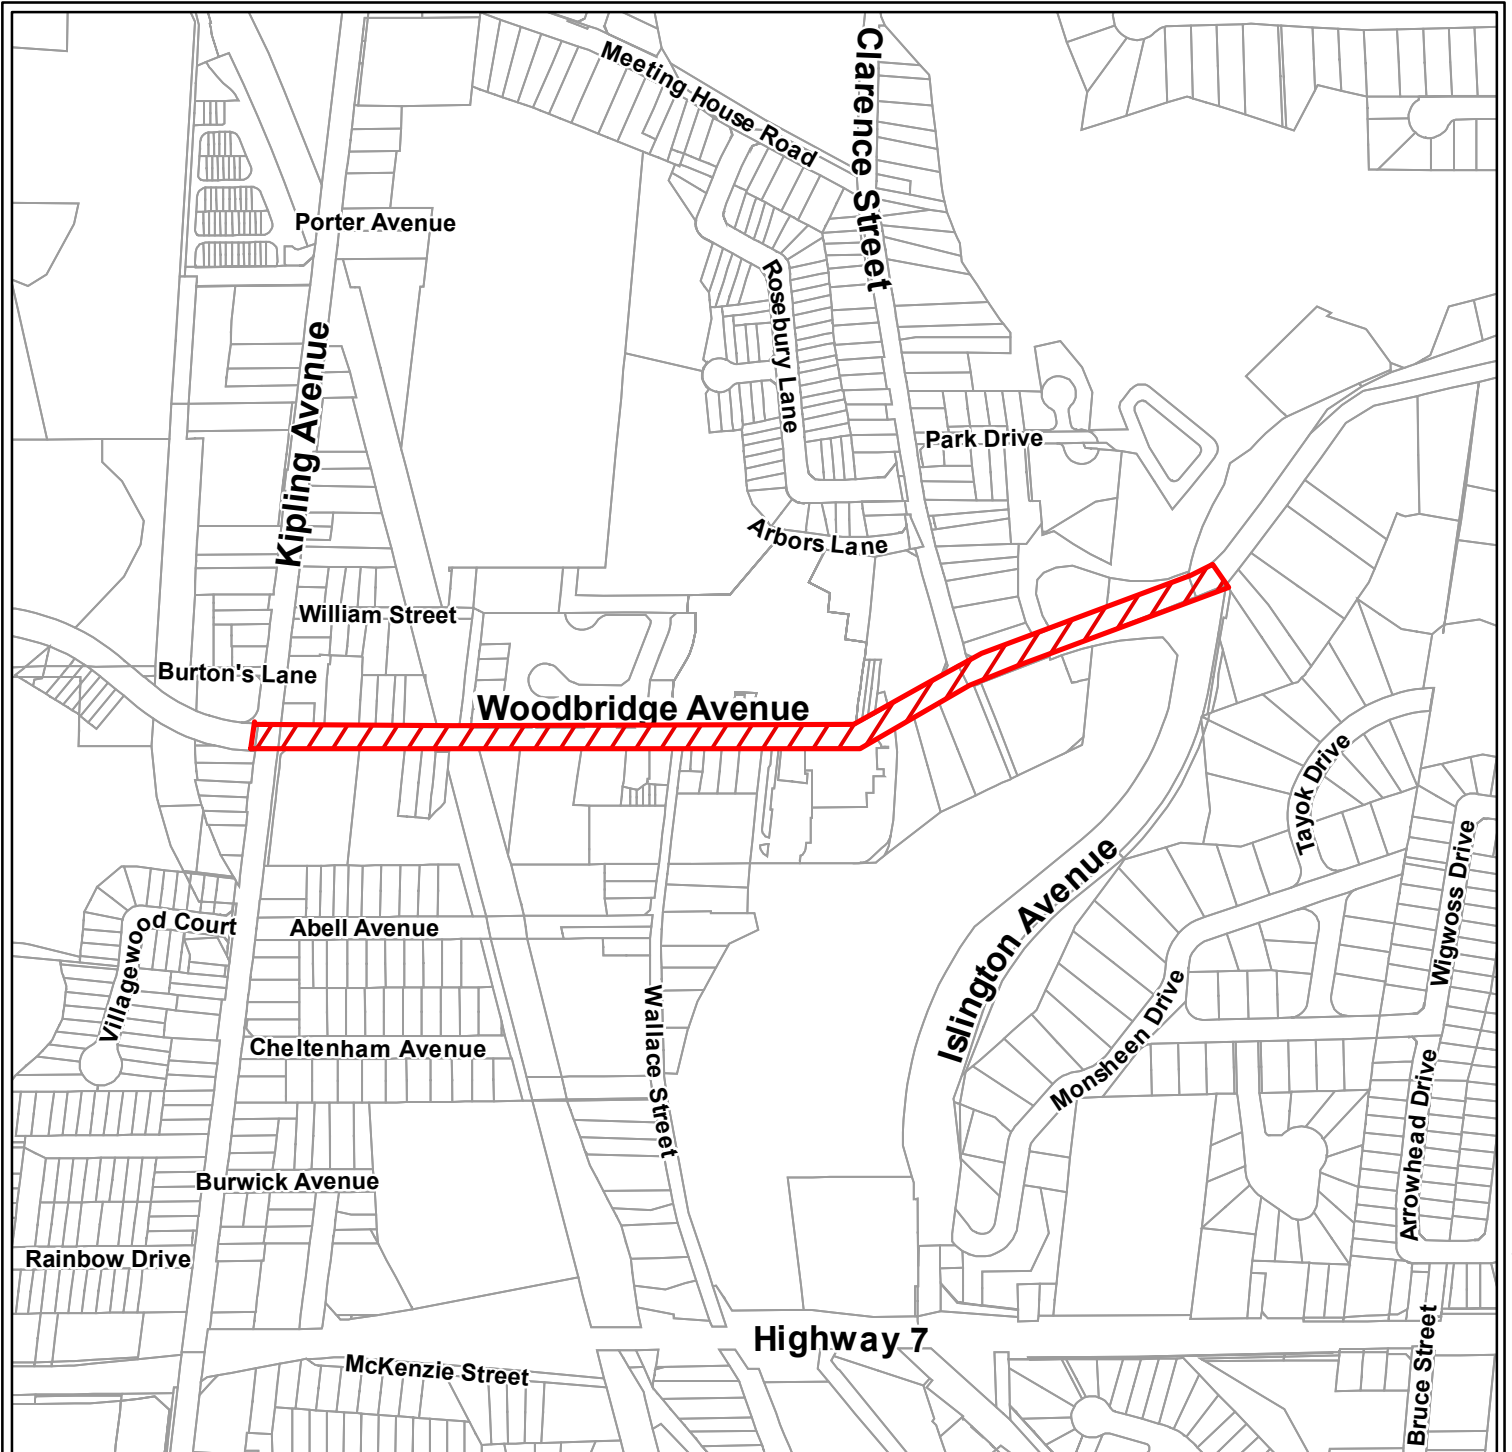 Clarence Street
Meeting House Road
Porter Avenue
Rosebury Lane
Kipling Avenue
Park Drive
Arbors Lane
William Street
Burton's Lane
Woodbridge Avenue
Tayok Drive
Wigwoss Drive
Islington Avenue
Villagewood Court
Abell Avenue
Wallace Street
Monsheen Drive
Cheltenham Avenue
Arrowhead Drive
Burwick Avenue
Rainbow Drive
Highway 7
McKenzie Street
Bruce Street